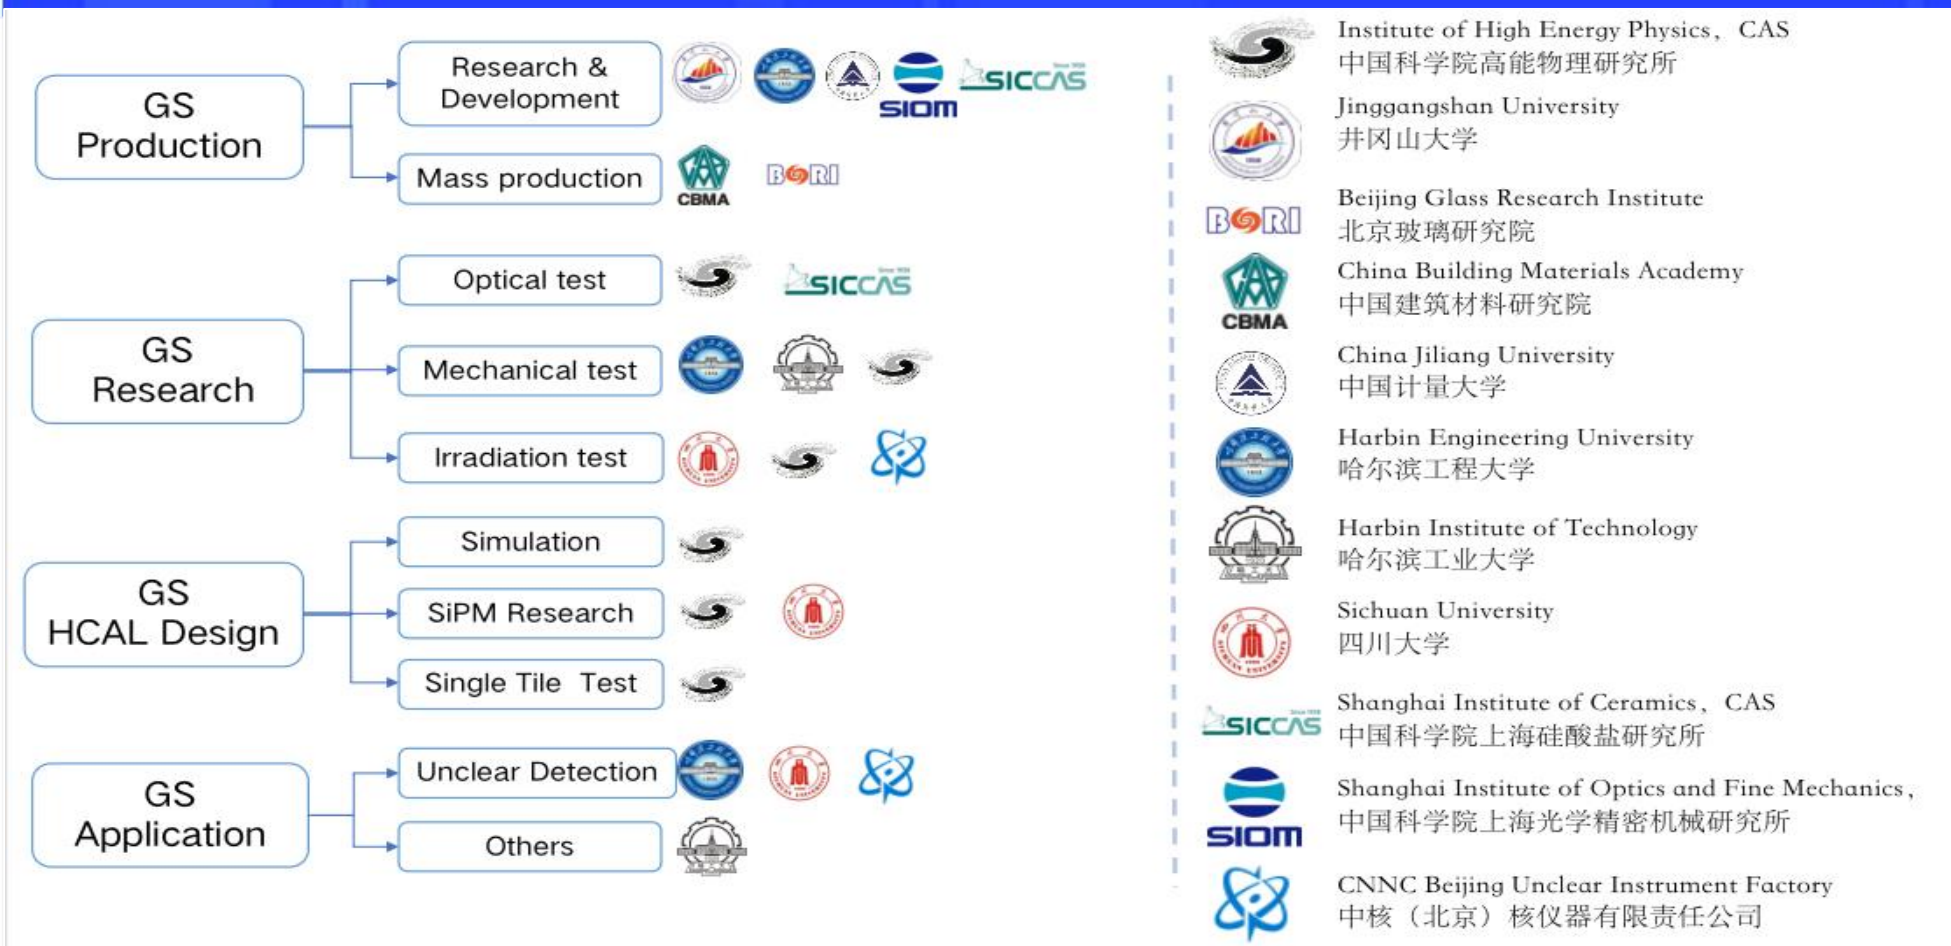 GS
Production
Research &
Development
SIOM
SICCAS
Mass production
CBMA
BGRI
GS
Research
Optical test
SICCAS
Mechanical test
Irradiation test
GS
HCAL Design
Simulation
SiPM Research
Single Tile Test
GS
Application
Unclear Detection
Others
Institute of High Energy Physics, CAS
中国科学院高能物理研究所
Jinggangshan University
井冈山大学
BGRI
Beijing Glass Research Institute
北京玻璃研究院
CBMA
China Building Materials Academy
中国建筑材料研究院
China Jiliang University
中国计量大学
Harbin Engineering University
哈尔滨工程大学
Harbin Institute of Technology
哈尔滨工业大学
Sichuan University
四川大学
SICCAS
Shanghai Institute of Ceramics, CAS
中国科学院上海硅酸盐研究所
SIOM
Shanghai Institute of Optics and Fine Mechanics,
中国科学院上海光学精密机械研究所
CNNC Beijing Unclear Instrument Factory
中核（北京）核仪器有限责任公司